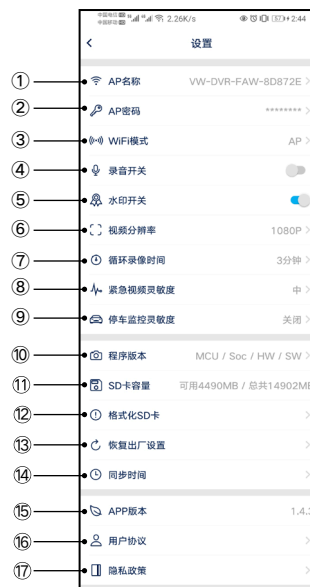 中国电信 HD 中国移动 HD 2.26K/s 67 2:44
设置
① AP名称 VW-DVR-FAW-8D872E
② AP密码 ********
③ WiFi模式 AP
④ 录音开关
⑤ 水印开关
⑥ 视频分辨率 1080P
⑦ 循环录像时间 3分钟
⑧ 紧急视频灵敏度 中
⑨ 停车监控灵敏度 关闭
⑩ 程序版本 MCU / Soc / HW / SW
⑪ SD卡容量 可用4490MB / 总共14902MB
⑫ 格式化SD卡
⑬ 恢复出厂设置
⑭ 同步时间
⑮ APP版本 1.4.
⑯ 用户协议
⑰ 隐私政策